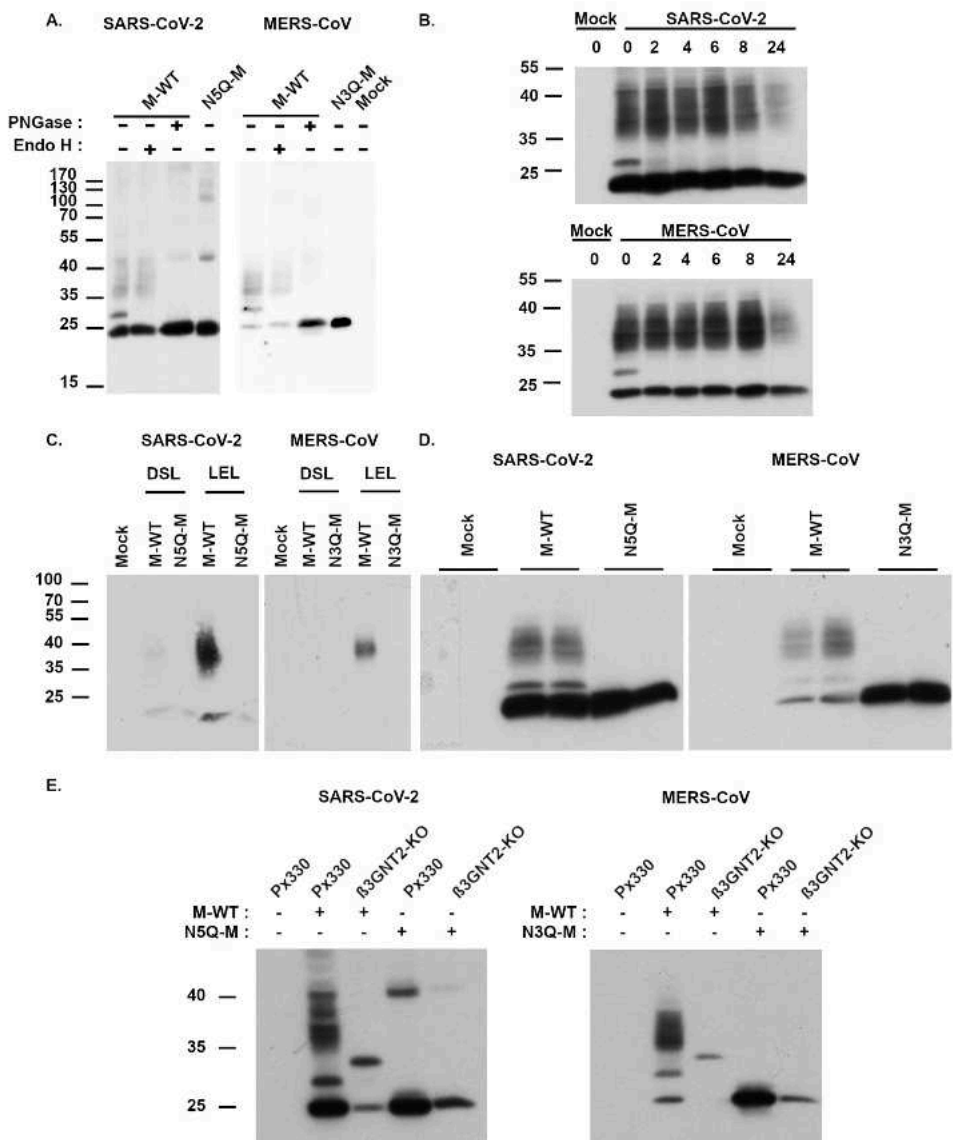 A.
SARS-CoV-2 MERS-CoV
M-WT N5Q-M M-WT N3Q-M Mock
PNGase : - - + - - - + - -
Endo H : - + - - - + - - -
170
130
100
70
55
40
35
25
15
B.
Mock SARS-CoV-2
0 0 2 4 6 8 24
55
40
35
25
Mock MERS-CoV
0 0 2 4 6 8 24
55
40
35
25
C.
SARS-CoV-2 MERS-CoV
DSL LEL DSL LEL
Mock M-WT N5Q-M M-WT N5Q-M Mock M-WT N3Q-M M-WT N3Q-M
100
70
55
40
35
25
D.
SARS-CoV-2 MERS-CoV
Mock M-WT N5Q-M Mock M-WT N3Q-M
E.
SARS-CoV-2 MERS-CoV
Px330 Px330 ß3GNT2-KO Px330 ß3GNT2-KO Px330 Px330 ß3GNT2-KO Px330 ß3GNT2-KO
M-WT : - + + - - M-WT : - + + - -
N5Q-M : - - - + + N3Q-M : - - - + +
40
35
25